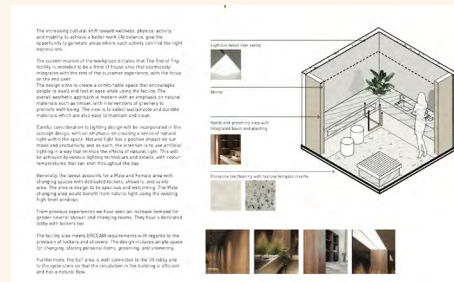 The increasing cultural shift toward wellness, physical activity
and mobility to achieve a better work life balance, give the
opportunity to generate areas where such activity can find the right
expressions.
The current market of the workplace dictates that The End of Trip
facility is intended to be a front of house area that seamlessly
integrates with the end of the customer experience, with the focus
on the end user.
The design aims to create a comfortable space that encourages
people to dwell and feel at ease while using the facility. The
overall aesthetic approach is modern with an emphasis on natural
materials such as timber, with interventions of greenery to
promote well-being. The view is to select sustainable and durable
materials which are also easy to maintain and clean.
Careful consideration to lighting design will be incorporated in the
concept design, with an emphasis on creating a sense of natural
light within the space. Natural light has a positive impact on our
mood and productivity, and as such, the intention is to use artificial
lighting in a way that mimics the effects of natural light. This will
be achieved by various lighting techniques and details, with colour
temperatures that can shift throughout the day.
Generally, the layout accounts for a Male and Female area with
changing spaces with dedicated lockers, showers, and vanity
area. The area is design to be spacious and welcoming. The Male
changing area would benefit from natural light using the existing
high level windows.
From previous experiences we have seen an increase demand for
gender neutral shower and changing rooms. They have a dedicated
lobby with lockers too.
The facility also meets BREEAM requirements with regards to the
provision of lockers and showers. The design includes ample space
for changing, storing personal items, grooming, and showering.
Furthermore, the EoT area is well connected to the lift lobby and
to the cycle store so that the circulation in the building is efficient
and has a natural flow.
Lightbox detail over vanity
Mirror
Vanity and grooming area with
integrated basin and planting
Porcelain tile flooring with feature terrazzo inserts